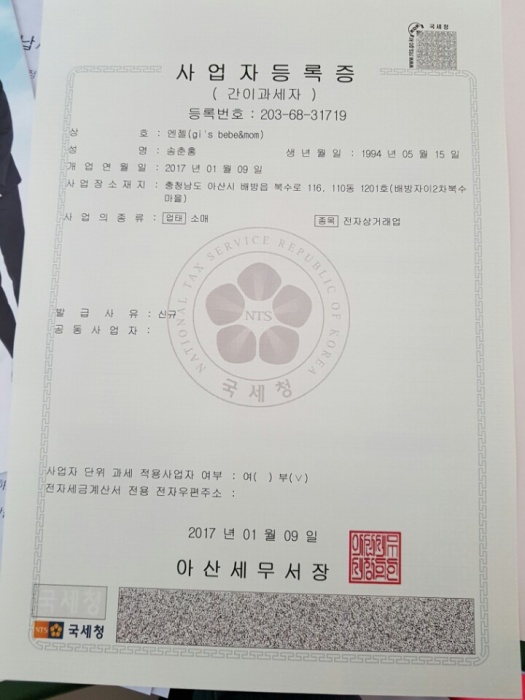 국세청
사업자등록증
( 간이과세자 )
등록번호 : 203-68-31719
상 호 : 엔젤(gi's bebe&mom)
성 명 : 송춘홈 생 년 월 일 : 1994 년 05 월 15 일
개 업 연 월 일 : 2017 년 01 월 09 일
사 업 장 소 재 지 : 충청남도 아산시 배방읍 북수로 116, 110동 1201호(배방자이2차북수
마을)
사 업 의 종 류 : 업태 소매 종목 전자상거래업
NATIONAL TAX SERVICE REPUBLIC OF KOREA
NTS
국세청
발 급 사 유 : 신규
공 동 사 업 자 :
사업자 단위 과세 적용사업자 여부 : 여( ) 부(∨)
전자세금계산서 전용 전자우편주소 :
2017 년 01 월 09 일
아 산 세 무 서 장
국세청
NTS 국세청